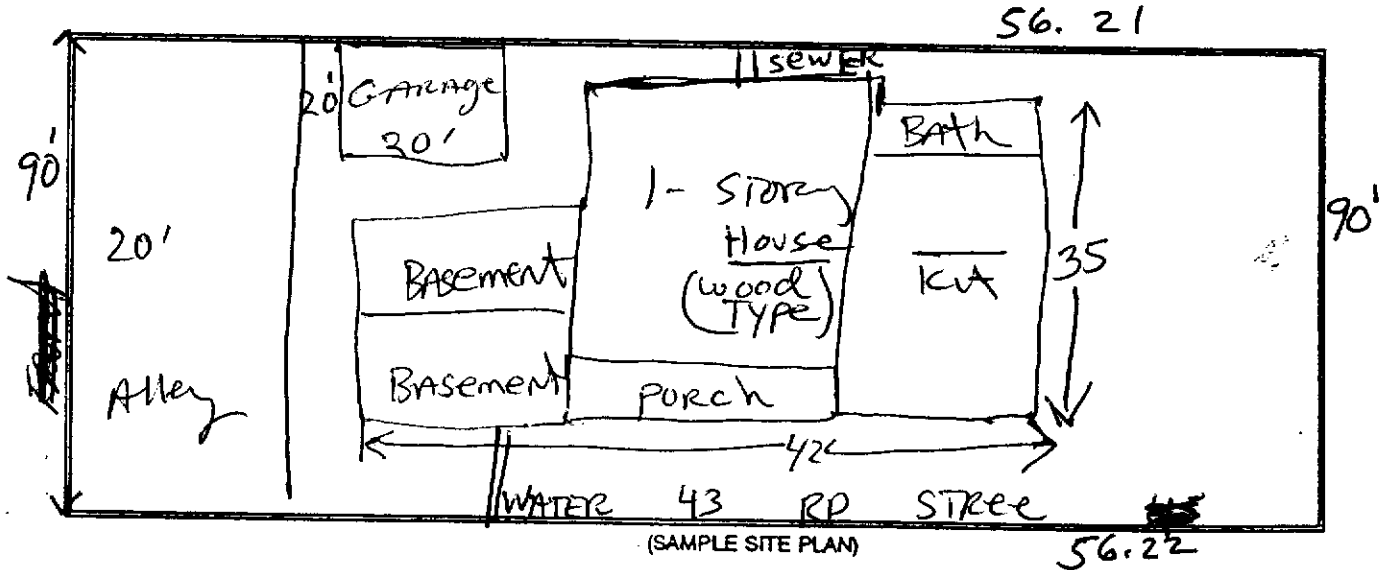 56.21
SEWER
20' GARAGE
20'
Bath
90'
1- Story
90'
20'
House
Basement
Kit
35
(wood
Type)
Alley
Basement
Porch
42
WATER 43 RD STREE
(SAMPLE SITE PLAN)
56.22